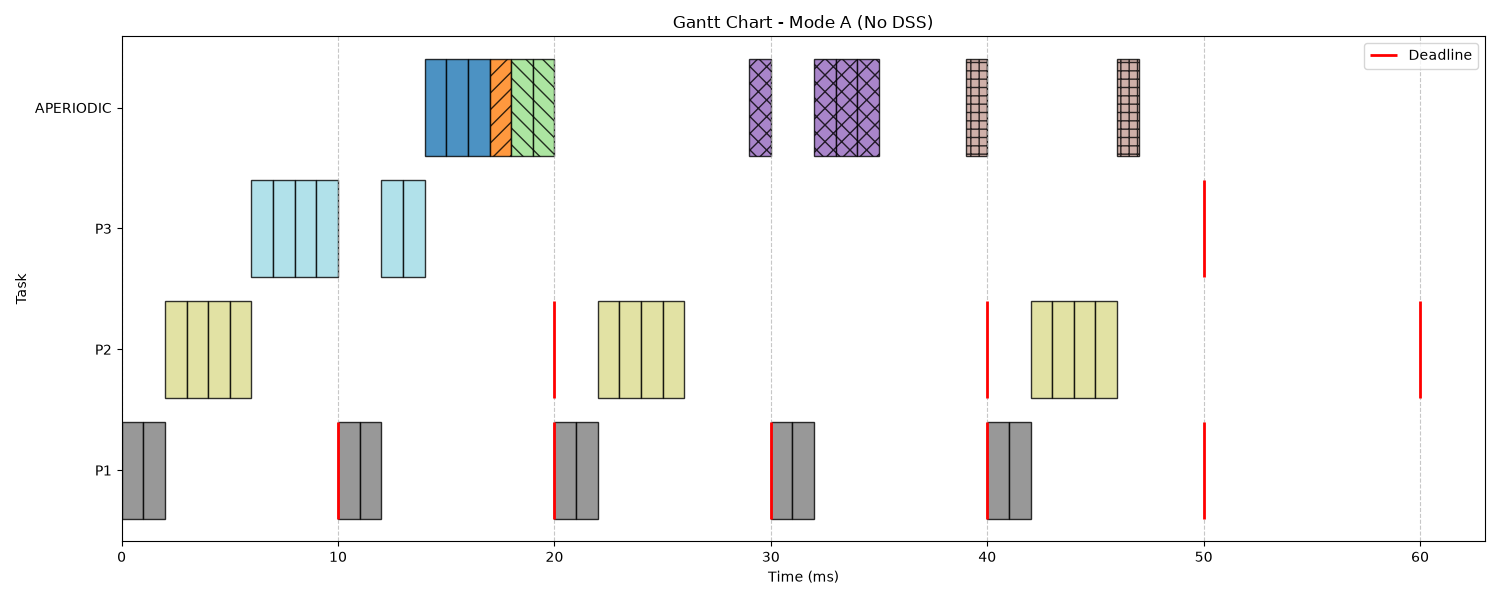 Gantt Chart - Mode A (No DSS)
Deadline
APERIODIC
P3
P2
P1
Task
0 10 20 30 40 50 60
Time (ms)